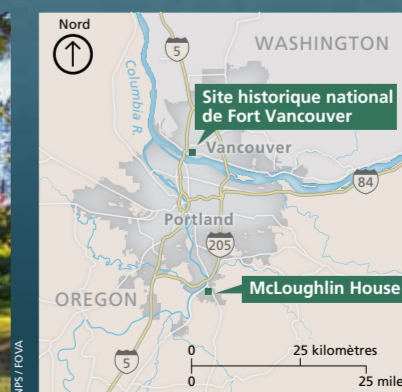 Nord
5
WASHINGTON
Columbia R.
Site historique national
de Fort Vancouver
Vancouver
84
Portland
205
McLoughlin House
OREGON
5
0
25 kilomètres
0
25 mile
NPS / FOVA